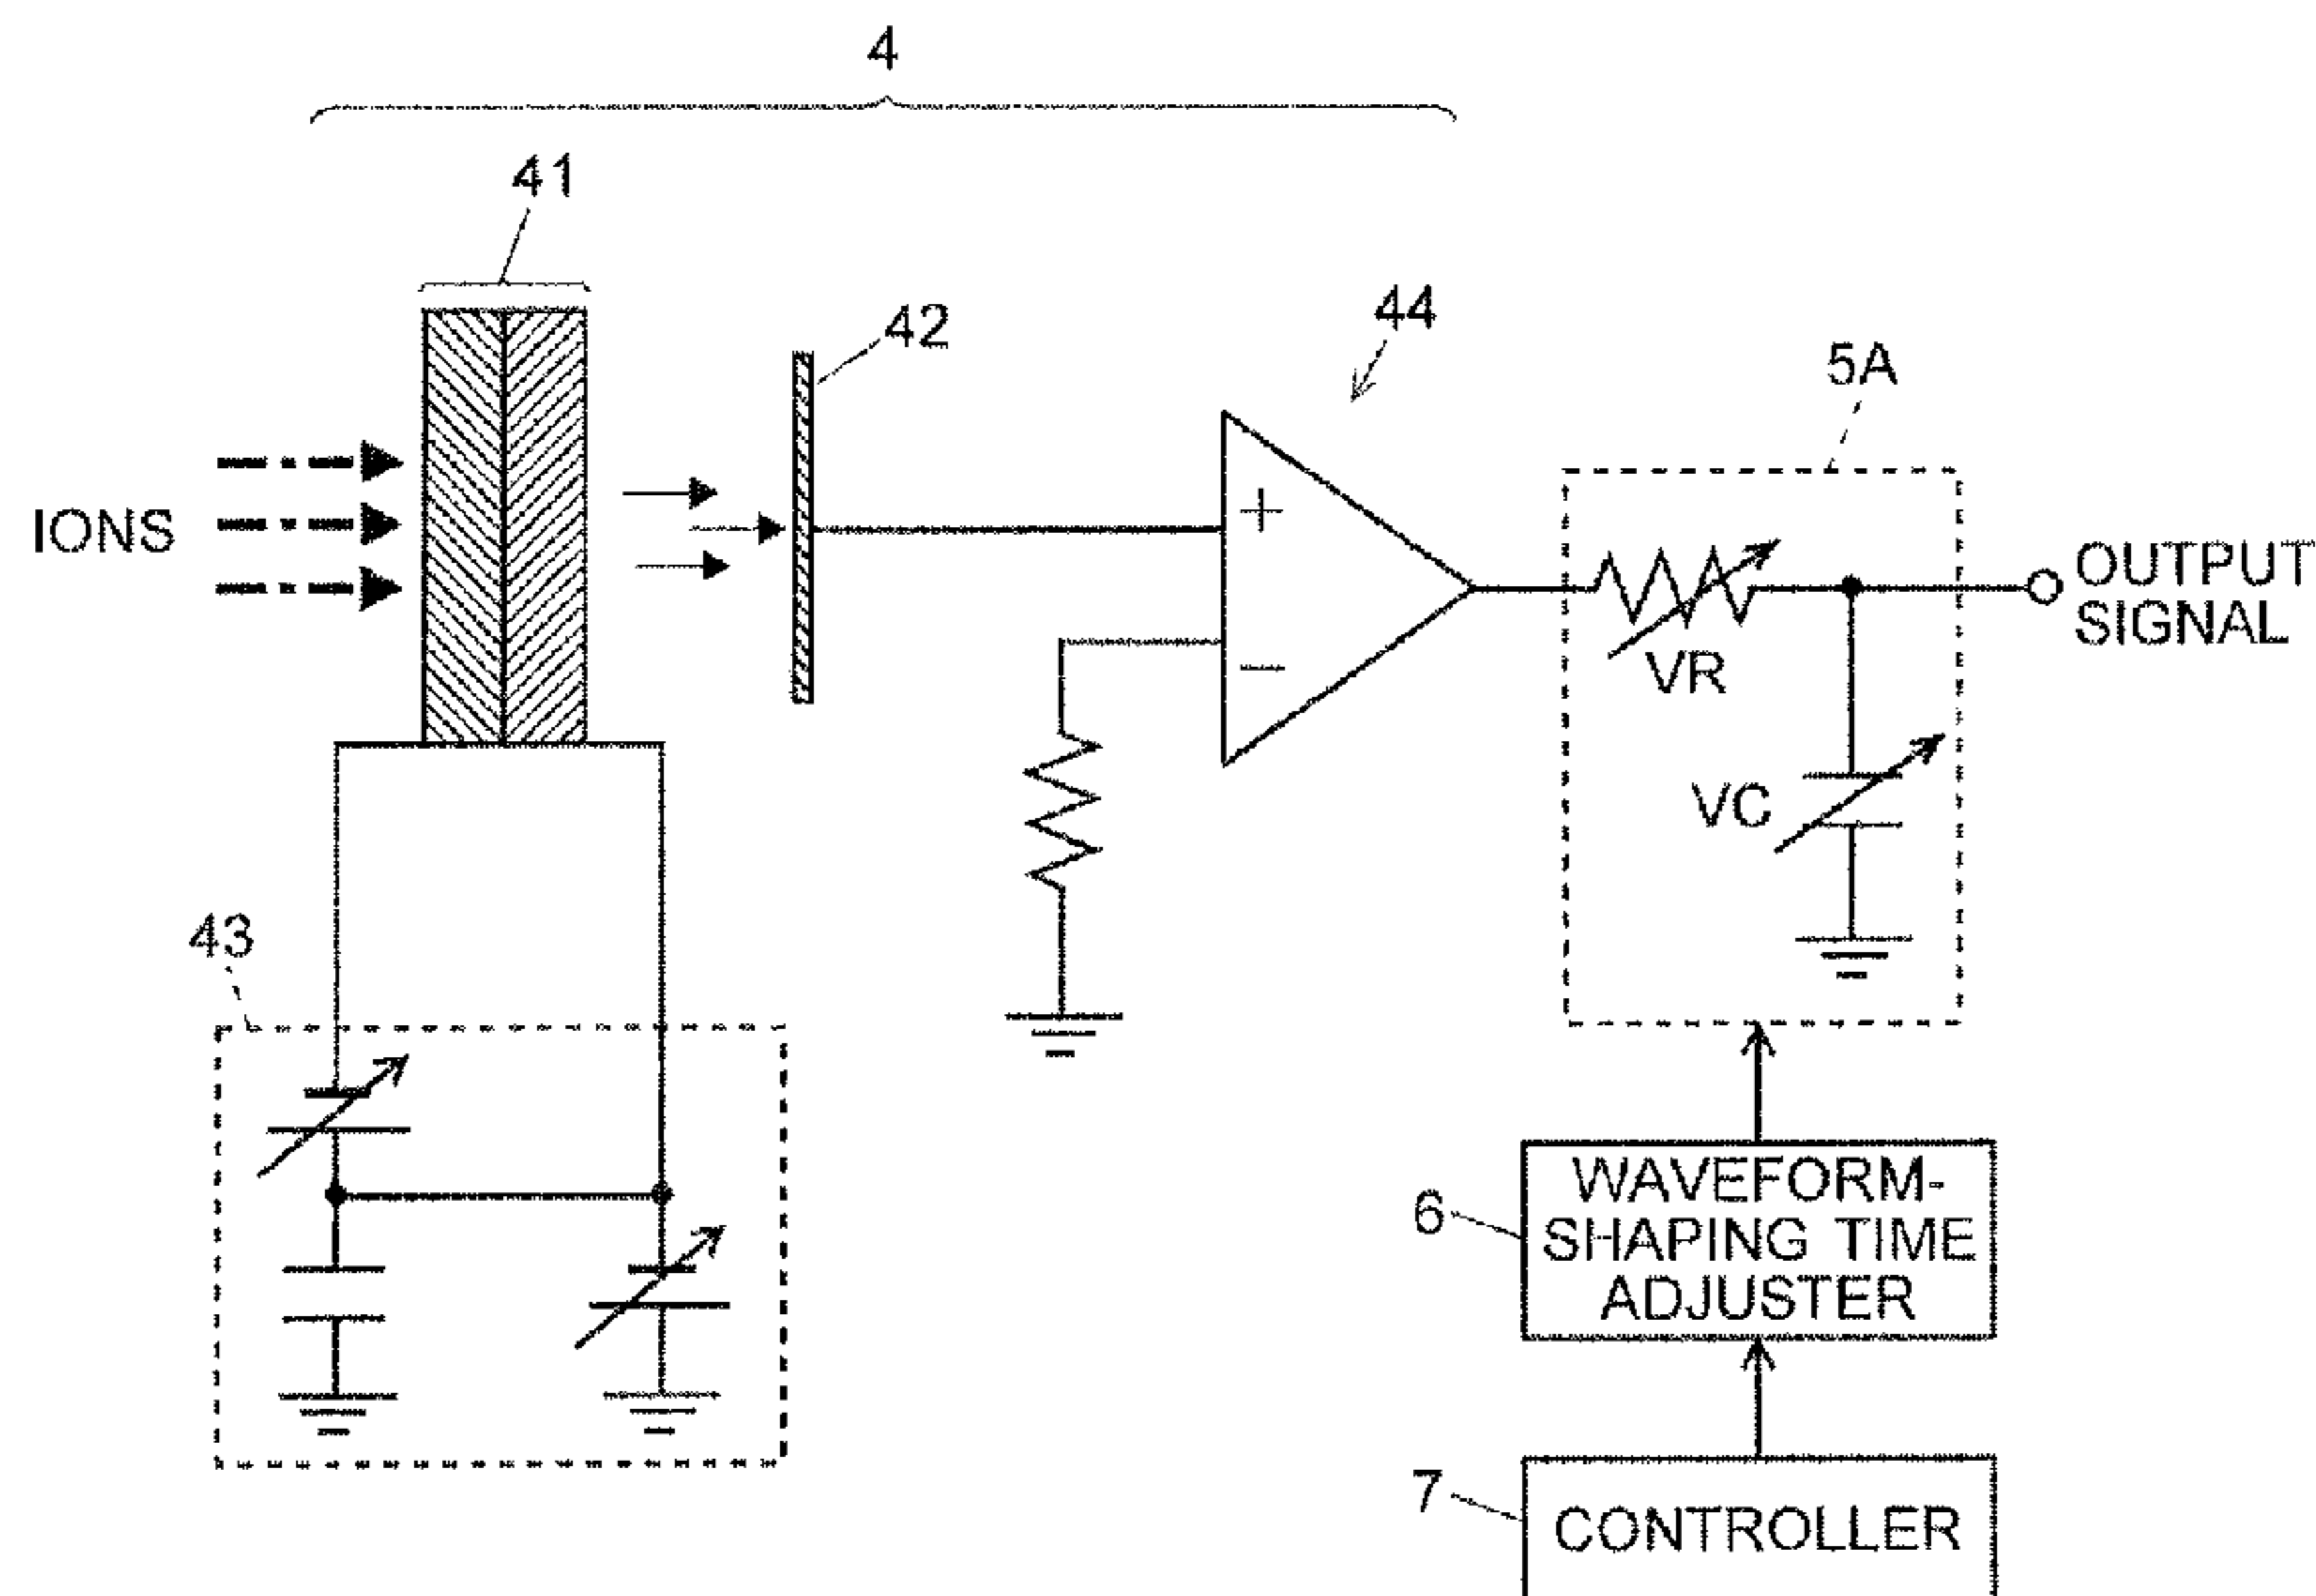 4
41
42
44
5A
IONS
+
−
VR
OUTPUT
SIGNAL
VC
43
6
WAVEFORM-
SHAPING TIME
ADJUSTER
7
CONTROLLER